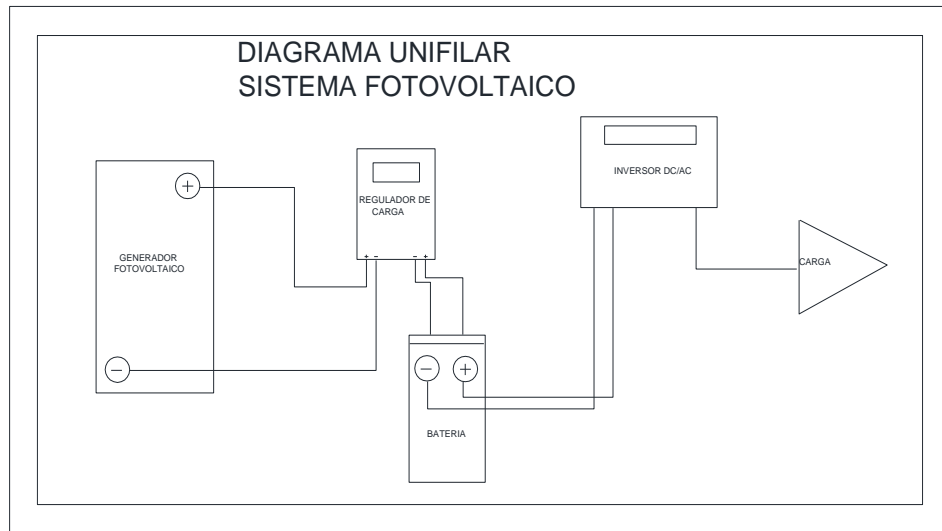 DIAGRAMA UNIFILAR
SISTEMA FOTOVOLTAICO
INVERSOR DC/AC
REGULADOR DE
CARGA
+ − − +
+
GENERADOR
FOTOVOLTAICO
CARGA
−
− +
BATERIA